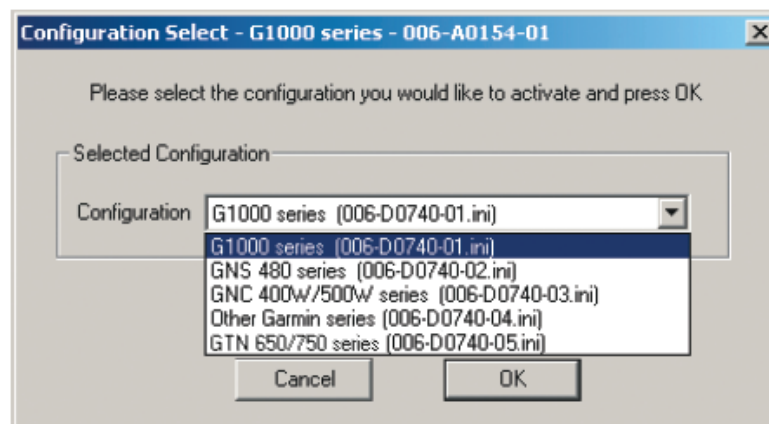 Configuration Select - G1000 series - 006-A0154-01
Please select the configuration you would like to activate and press OK
Selected Configuration
Configuration G1000 series (006-D0740-01.ini)
G1000 series (006-D0740-01.ini)
GNS 480 series (006-D0740-02.ini)
GNC 400W/500W series (006-D0740-03.ini)
Other Garmin series (006-D0740-04.ini)
GTN 650/750 series (006-D0740-05.ini)
Cancel OK